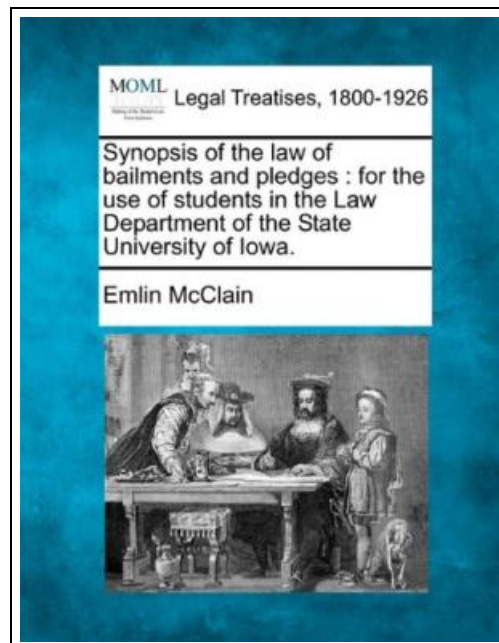 MOML
Legal Treatises, 1800-1926
Synopsis of the law of
bailments and pledges : for the
use of students in the Law
Department of the State
University of Iowa.
Emlin McClain